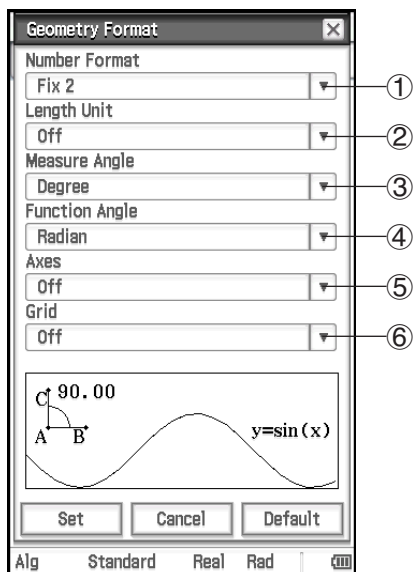 Geometry Format
Number Format
Fix 2 ①
Length Unit
Off ②
Measure Angle
Degree ③
Function Angle
Radian ④
Axes
Off ⑤
Grid
Off ⑥
C 90.00
A B y=sin(x)
Set Cancel Default
Alg Standard Real Rad